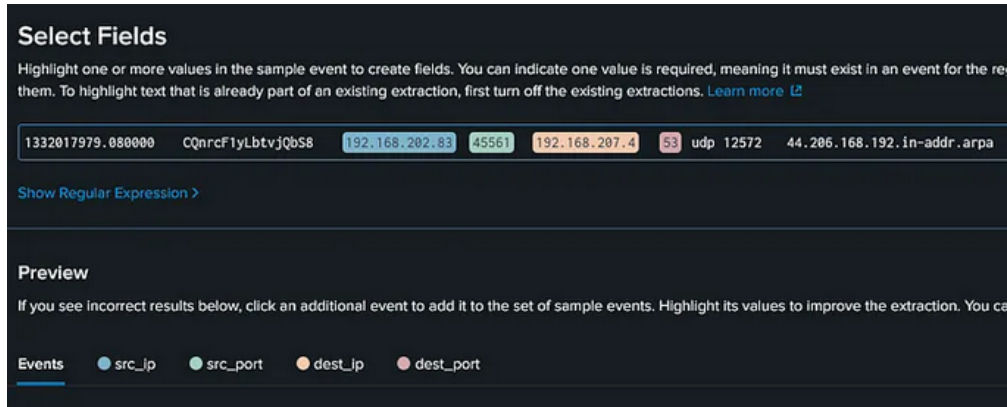 Select Fields
Highlight one or more values in the sample event to create fields. You can indicate one value is required, meaning it must exist in an event for the re
them. To highlight text that is already part of an existing extraction, first turn off the existing extractions. Learn more
1332017979.080000 CQnrcF1yLbtvjQbS8 192.168.202.83 45561 192.168.207.4 53 udp 12572 44.206.168.192.in-addr.arpa
Show Regular Expression >
Preview
If you see incorrect results below, click an additional event to add it to the set of sample events. Highlight its values to improve the extraction. You ca
Events src_ip src_port dest_ip dest_port